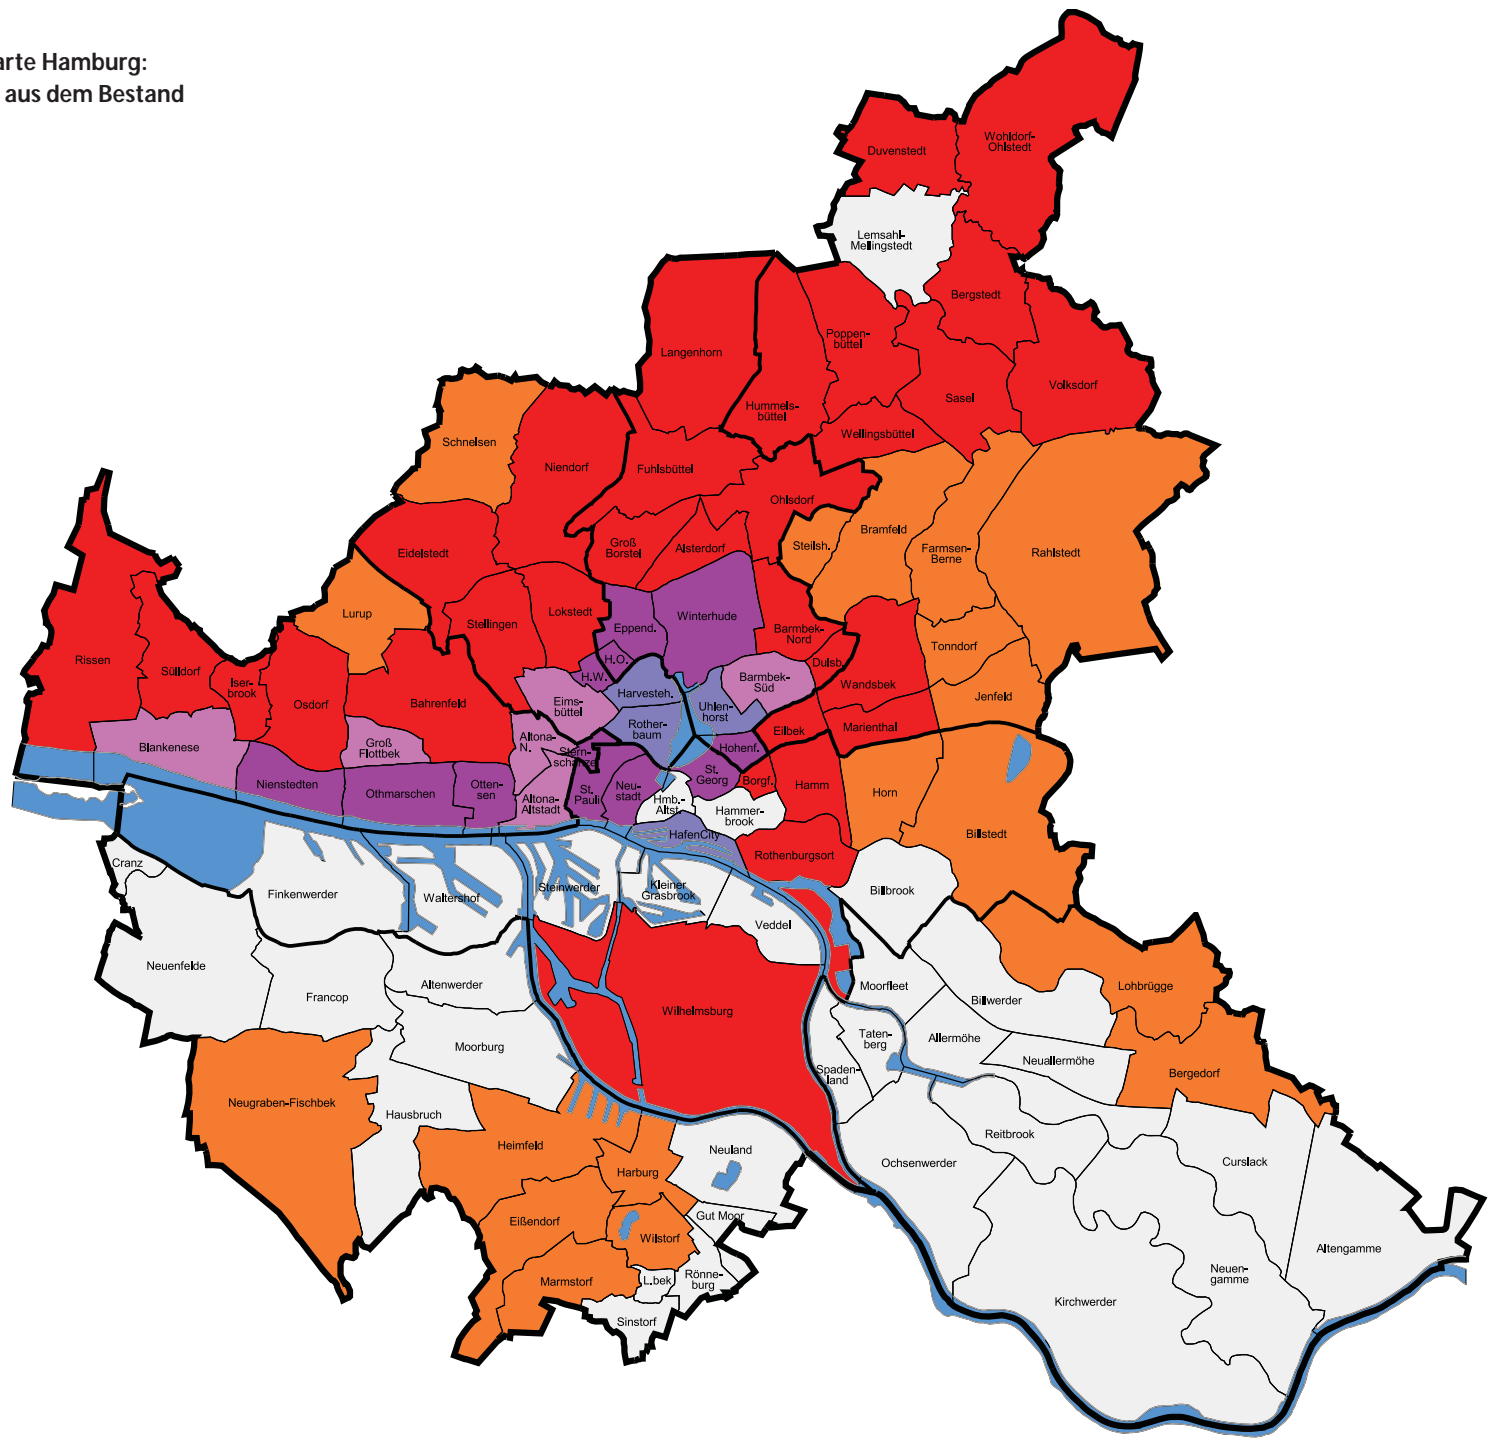 arte Hamburg:
aus dem Bestand
Wohldorf-
Ohlstedt
Duvenstedt
Lemsahl-
Mellingstedt
Bergstedt
Poppen-
büttel
Langenhorn
Volksdorf
Sasel
Hummels-
büttel
Wellingsbüttel
Schnelsen
Niendorf
Fuhlsbüttel
Ohlsdorf
Bramfeld
Steilsh.
Farmsen-
Berne
Rahlstedt
Groß
Borstel
Alsterdorf
Eidelstedt
Lurup
Stellingen
Lokstedt
Eppend.
Winterhude
Barmbek-
Nord
Tonndorf
H.O.
H.W.
Dulsb.
Wandsbek
Barmbek-
Süd
Jenfeld
Rissen
Sülldorf
Iser-
brook
Osdorf
Bahrenfeld
Eims-
büttel
Harvesteh.
Uhlen-
horst
Rother-
baum
Eilbek
Marienthal
Blankenese
Groß
Flottbek
Altona-
N.
Stern-
schanze
Hohenf.
Nienstedten
Othmarschen
Otten-
sen
Altona-
Altstadt
St.
Pauli
Neu-
stadt
St.
Georg
Borgf.
Hamm
Horn
Billstedt
Hmb.-
Altst.
Hammer-
brook
HafenCity
Rothenburgsort
Cranz
Finkenwerder
Waltershof
Steinwerder
Kleiner
Grasbrook
Billbrook
Veddel
Neuenfelde
Francop
Altenwerder
Wilhelmsburg
Moorfleet
Billwerder
Lohbrügge
Moorburg
Taten-
berg
Allermöhe
Neuallermöhe
Spaden-
land
Bergedorf
Neugraben-Fischbek
Hausbruch
Heimfeld
Harburg
Neuland
Reitbrook
Ochsenwerder
Curslack
Eißendorf
Wilstorf
Gut Moor
Altengamme
Marmstorf
L.bek
Rönne-
burg
Neuen-
gamme
Kirchwerder
Sinstorf